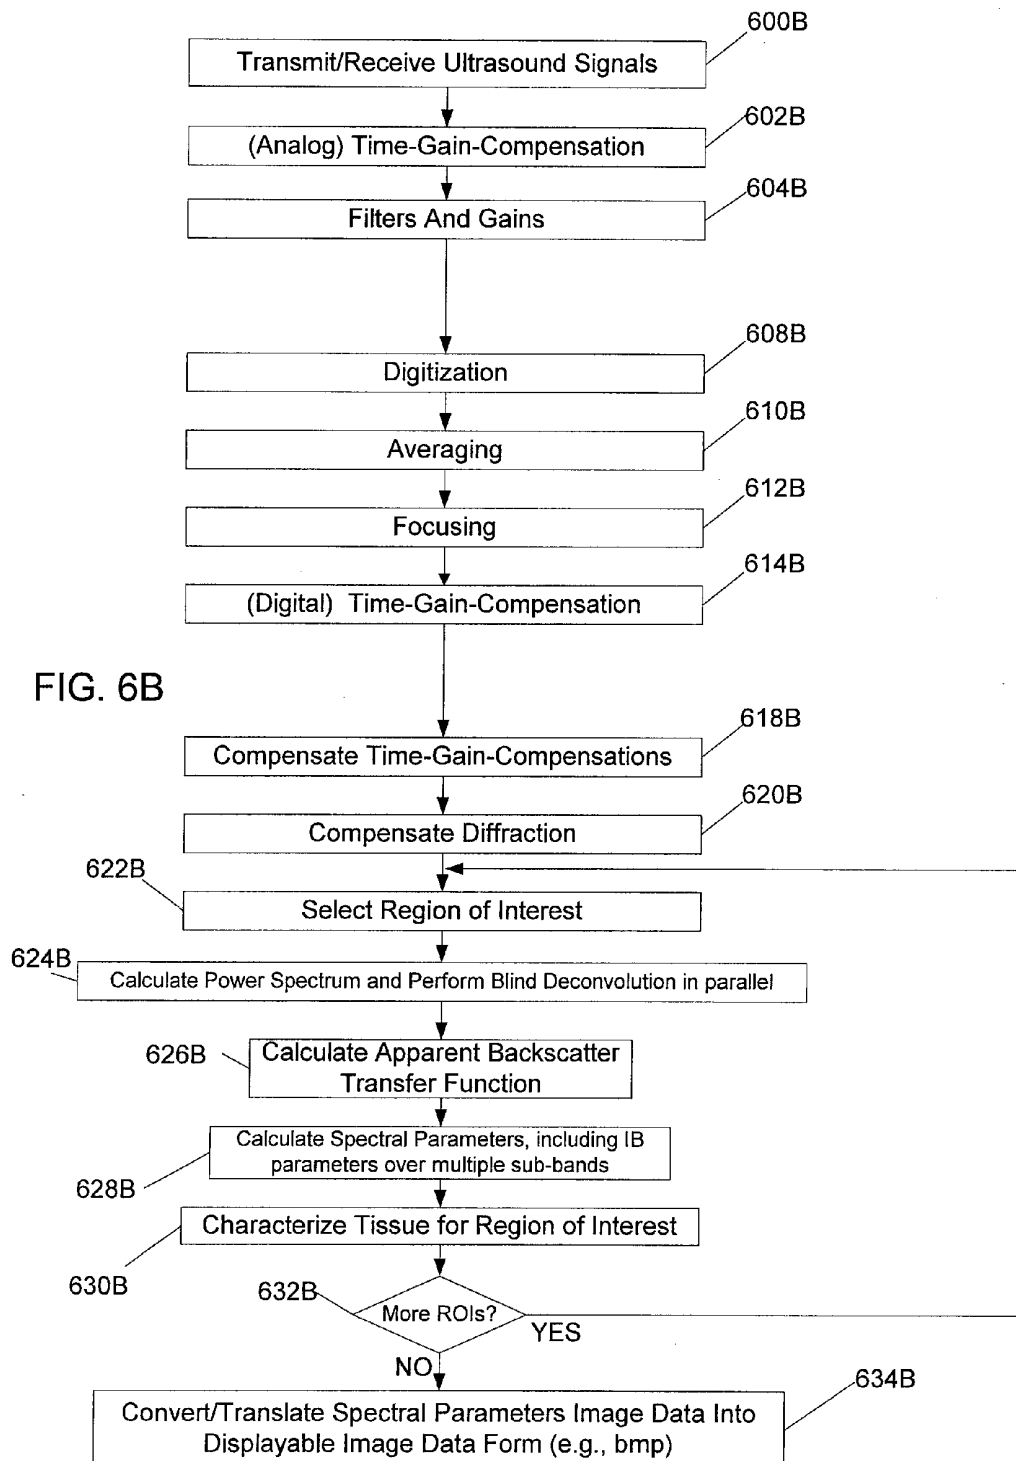 600B
Transmit/Receive Ultrasound Signals
602B
(Analog) Time-Gain-Compensation
604B
Filters And Gains
608B
Digitization
610B
Averaging
612B
Focusing
614B
(Digital) Time-Gain-Compensation
FIG. 6B
618B
Compensate Time-Gain-Compensations
620B
Compensate Diffraction
622B
Select Region of Interest
624B
Calculate Power Spectrum and Perform Blind Deconvolution in parallel
626B
Calculate Apparent Backscatter
Transfer Function
Calculate Spectral Parameters, including IB
parameters over multiple sub-bands
628B
Characterize Tissue for Region of Interest
630B
632B
More ROIs?
YES
NO
634B
Convert/Translate Spectral Parameters Image Data Into
Displayable Image Data Form (e.g., bmp)